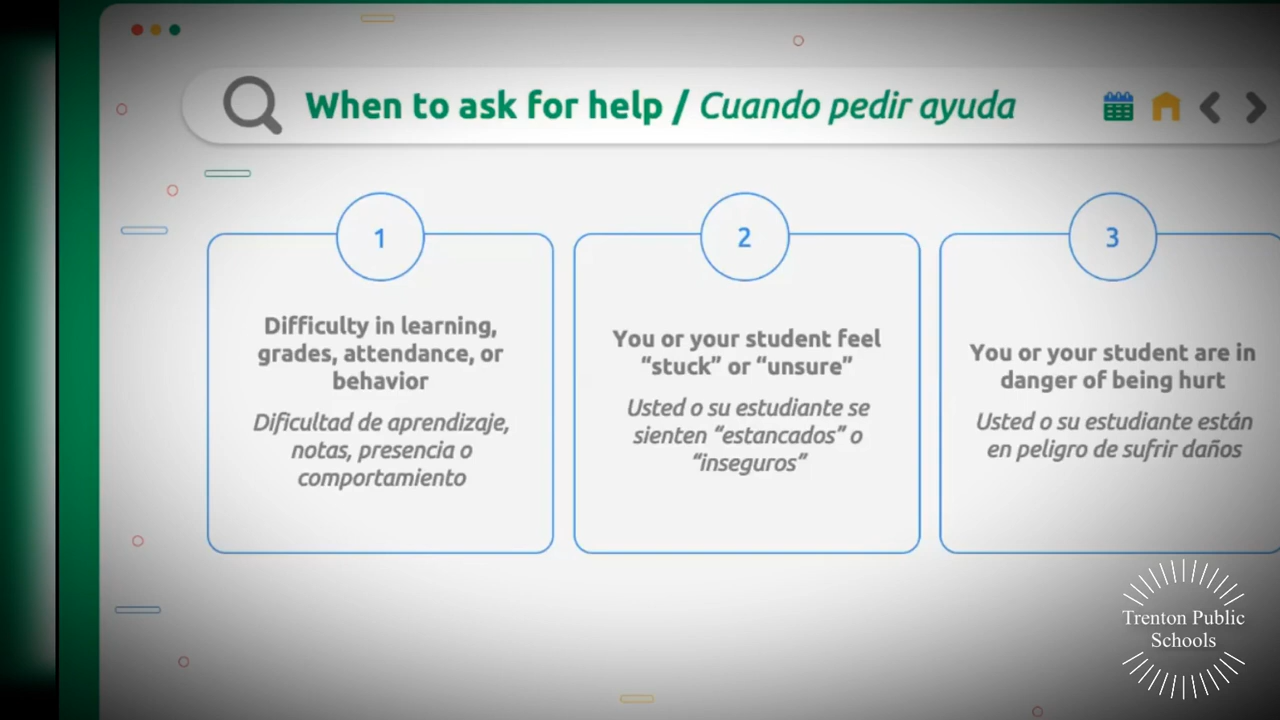 When to ask for help / Cuando pedir ayuda
1
Difficulty in learning,
grades, attendance, or
behavior
Dificultad de aprendizaje,
notas, presencia o
comportamiento
2
You or your student feel
“stuck” or “unsure”
Usted o su estudiante se
sienten “estancados” o
“inseguros”
3
You or your student are in
danger of being hurt
Usted o su estudiante están
en peligro de sufrir daños
Trenton Public
Schools